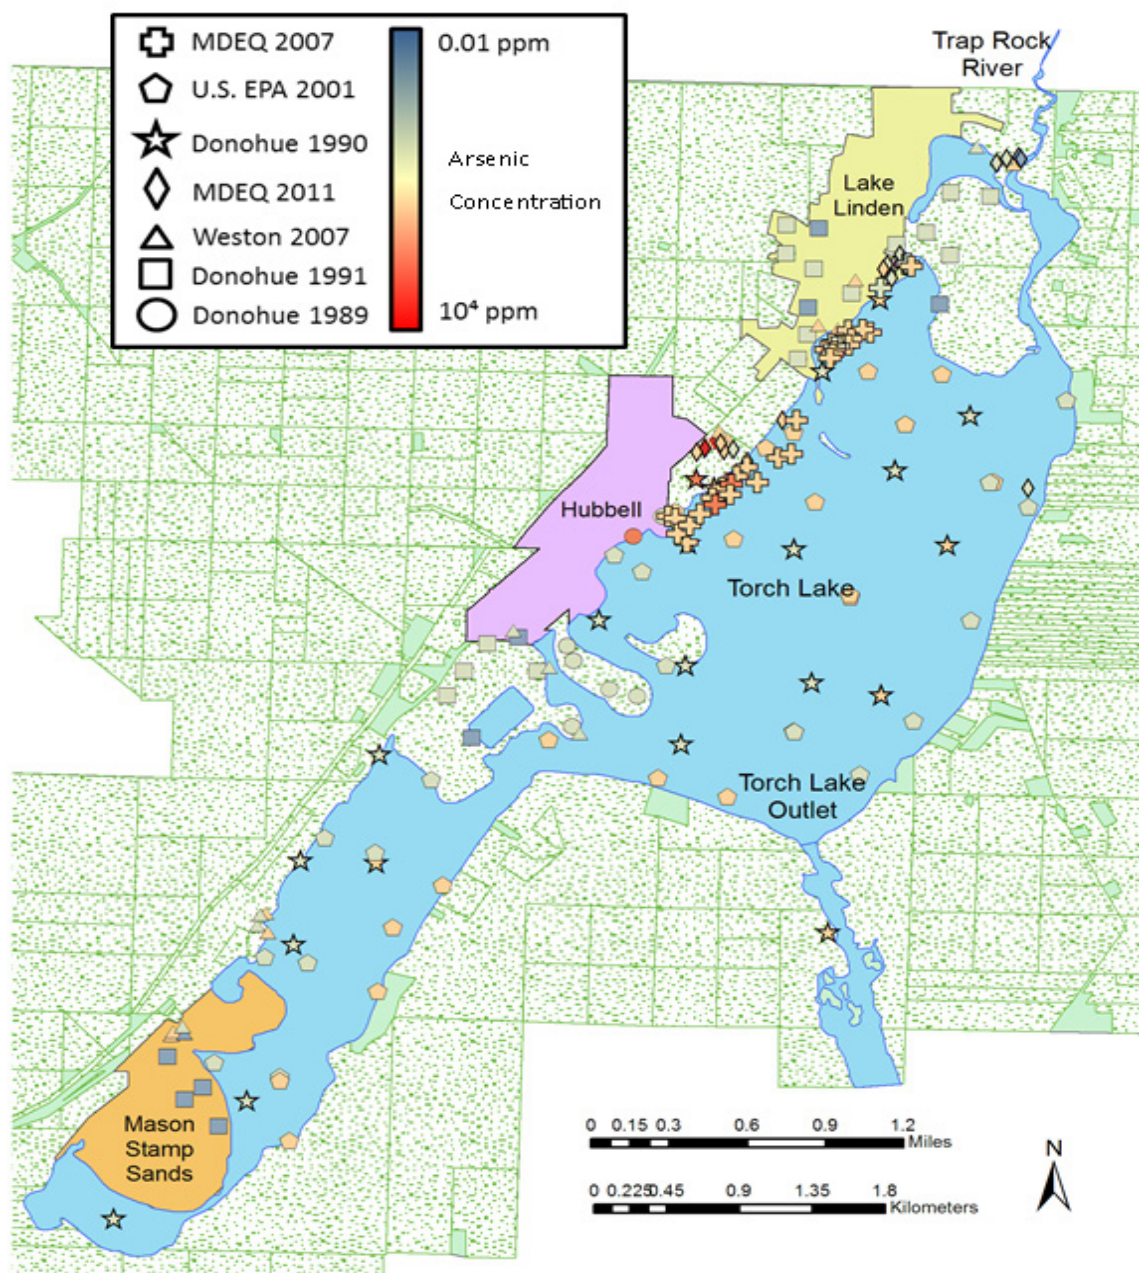 MDEQ 2007
U.S. EPA 2001
Donohue 1990
MDEQ 2011
Weston 2007
Donohue 1991
Donohue 1989
0.01 ppm
Arsenic
Concentration
10⁴ ppm
Trap Rock
River
Lake
Linden
Hubbell
Torch Lake
Torch Lake
Outlet
Mason
Stamp
Sands
0 0.15 0.3 0.6 0.9 1.2
Miles
0 0.225 0.45 0.9 1.35 1.8
Kilometers
N